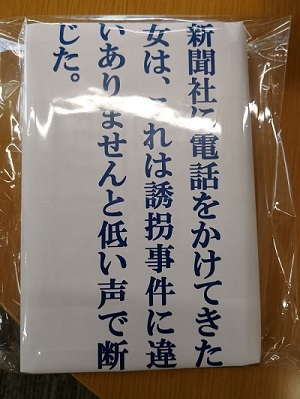 新聞社に電話をかけてきた
女は、これは誘拐事件に違
いありませんと低い声で断
じた。